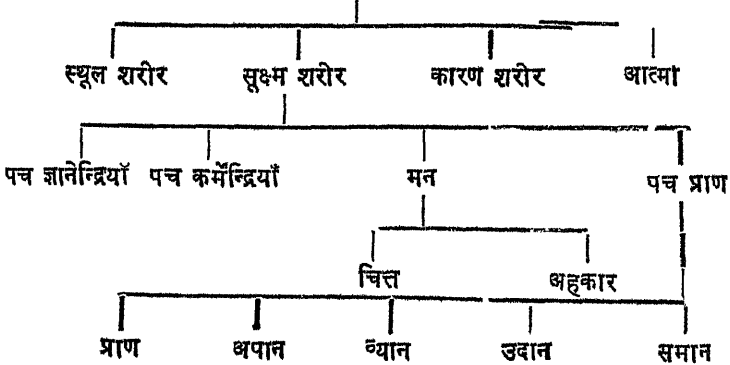 स्थूल शरीर सूक्ष्म शरीर कारण शरीर आत्मा
पच ज्ञानेन्द्रियाॅ पच कर्मेन्द्रियाँ मन पच प्राण
चित्त अहकार
प्राण अपान व्यान उदान समान